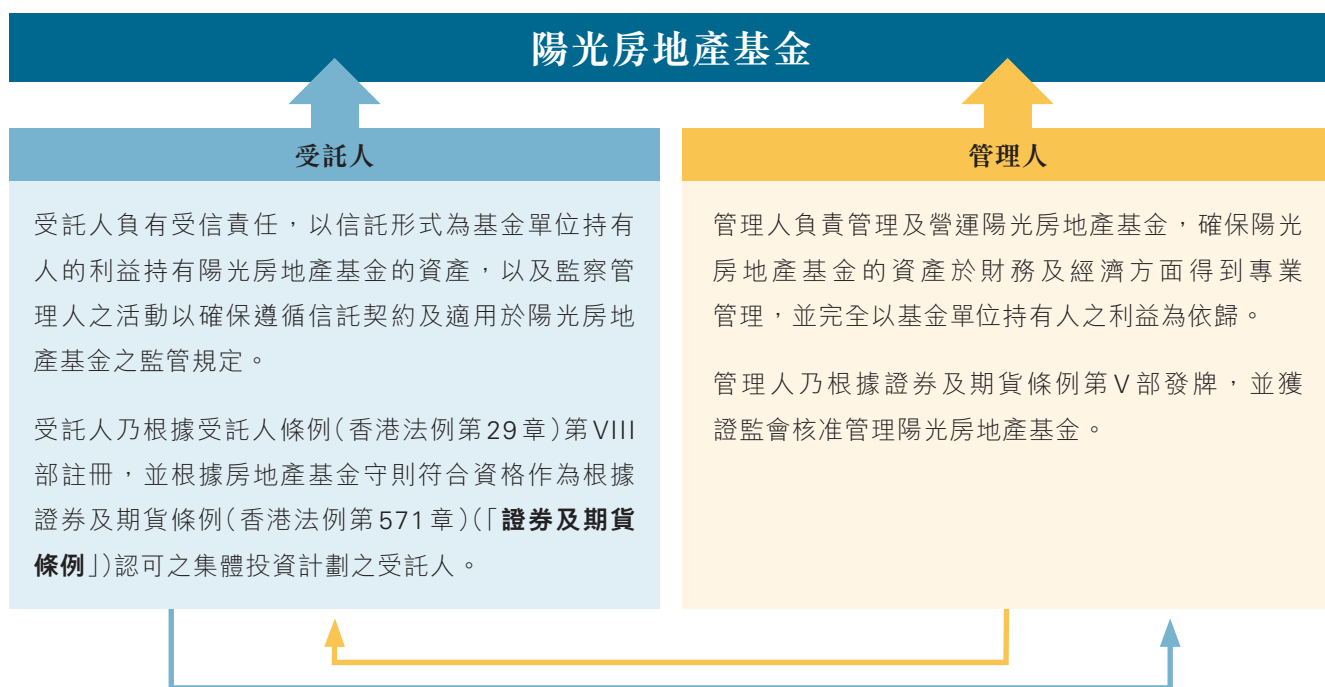 陽光房地產基金
受託人
受託人負有受信責任，以信託形式為基金單位持有
人的利益持有陽光房地產基金的資產，以及監察管
理人之活動以確保遵循信託契約及適用於陽光房地
產基金之監管規定。
受託人乃根據受託人條例(香港法例第29章)第VIII
部註冊，並根據房地產基金守則符合資格作為根據
證券及期貨條例(香港法例第571章)(「證券及期貨
條例」)認可之集體投資計劃之受託人。
管理人
管理人負責管理及營運陽光房地產基金，確保陽光
房地產基金的資產於財務及經濟方面得到專業
管理，並完全以基金單位持有人之利益為依歸。
管理人乃根據證券及期貨條例第V部發牌，並獲
證監會核准管理陽光房地產基金。